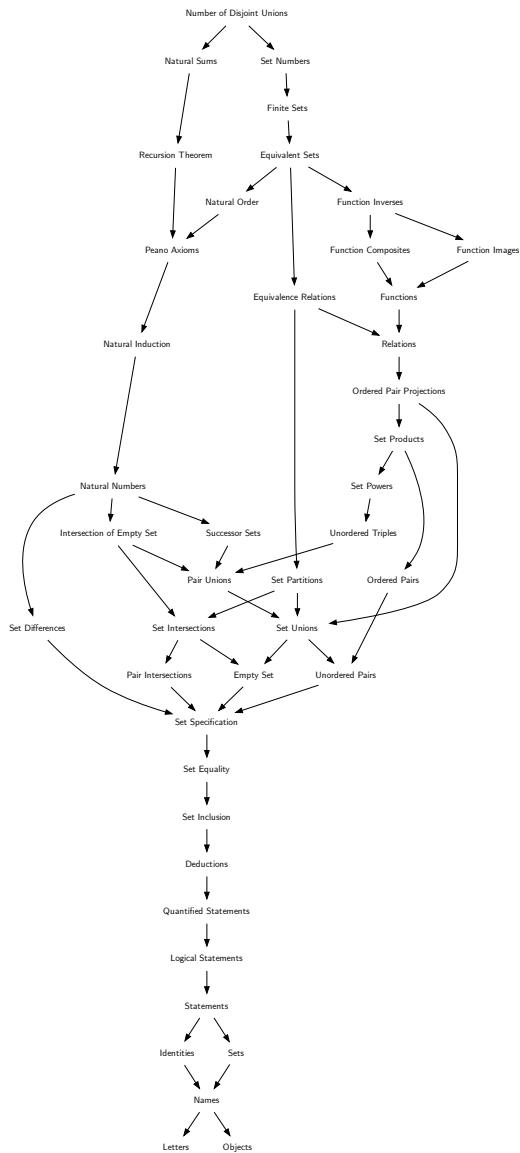 Number of Disjoint Unions
Natural Sums
Set Numbers
Finite Sets
Recursion Theorem
Equivalent Sets
Natural Order
Function Inverses
Peano Axioms
Function Composites
Function Images
Equivalence Relations
Functions
Natural Induction
Relations
Ordered Pair Projections
Set Products
Natural Numbers
Set Powers
Intersection of Empty Set
Successor Sets
Unordered Triples
Pair Unions
Set Partitions
Ordered Pairs
Set Differences
Set Intersections
Set Unions
Pair Intersections
Empty Set
Unordered Pairs
Set Specification
Set Equality
Set Inclusion
Deductions
Quantified Statements
Logical Statements
Statements
Identities
Sets
Names
Letters
Objects